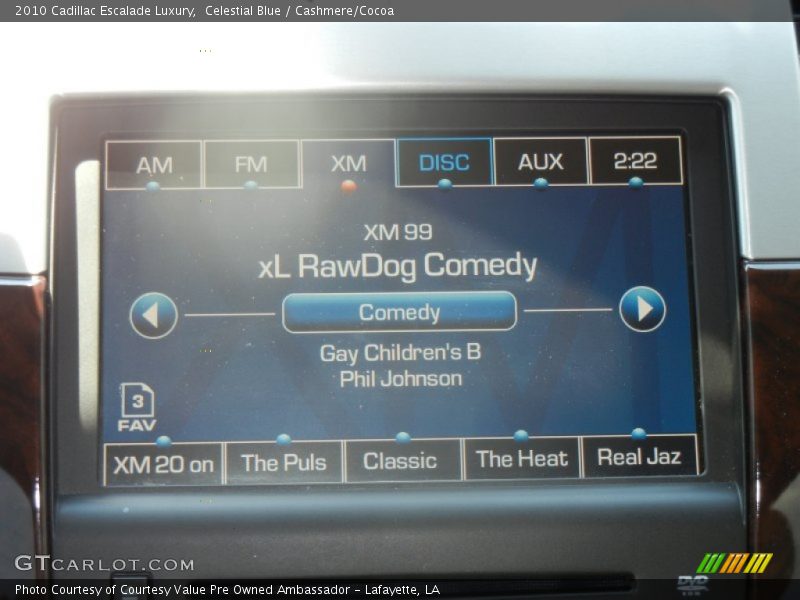 2010 Cadillac Escalade Luxury,  Celestial Blue / Cashmere/Cocoa
AM FM XM DISC AUX 2:22
XM 99
xL RawDog Comedy
Comedy
Gay Children's B
Phil Johnson
3
FAV
XM 20 on The Puls Classic The Heat Real Jaz
GTCARLOT.COM
DVD
Photo Courtesy of Courtesy Value Pre Owned Ambassador - Lafayette, LA